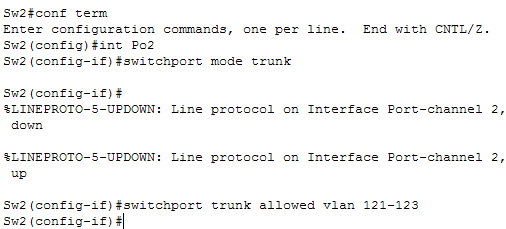 Sw2#conf term
Enter configuration commands, one per line.  End with CNTL/Z.
Sw2(config)#int Po2
Sw2(config-if)#switchport mode trunk
Sw2(config-if)#
%LINEPROTO-5-UPDOWN: Line protocol on Interface Port-channel 2,
 down
%LINEPROTO-5-UPDOWN: Line protocol on Interface Port-channel 2,
 up
Sw2(config-if)#switchport trunk allowed vlan 121-123
Sw2(config-if)#